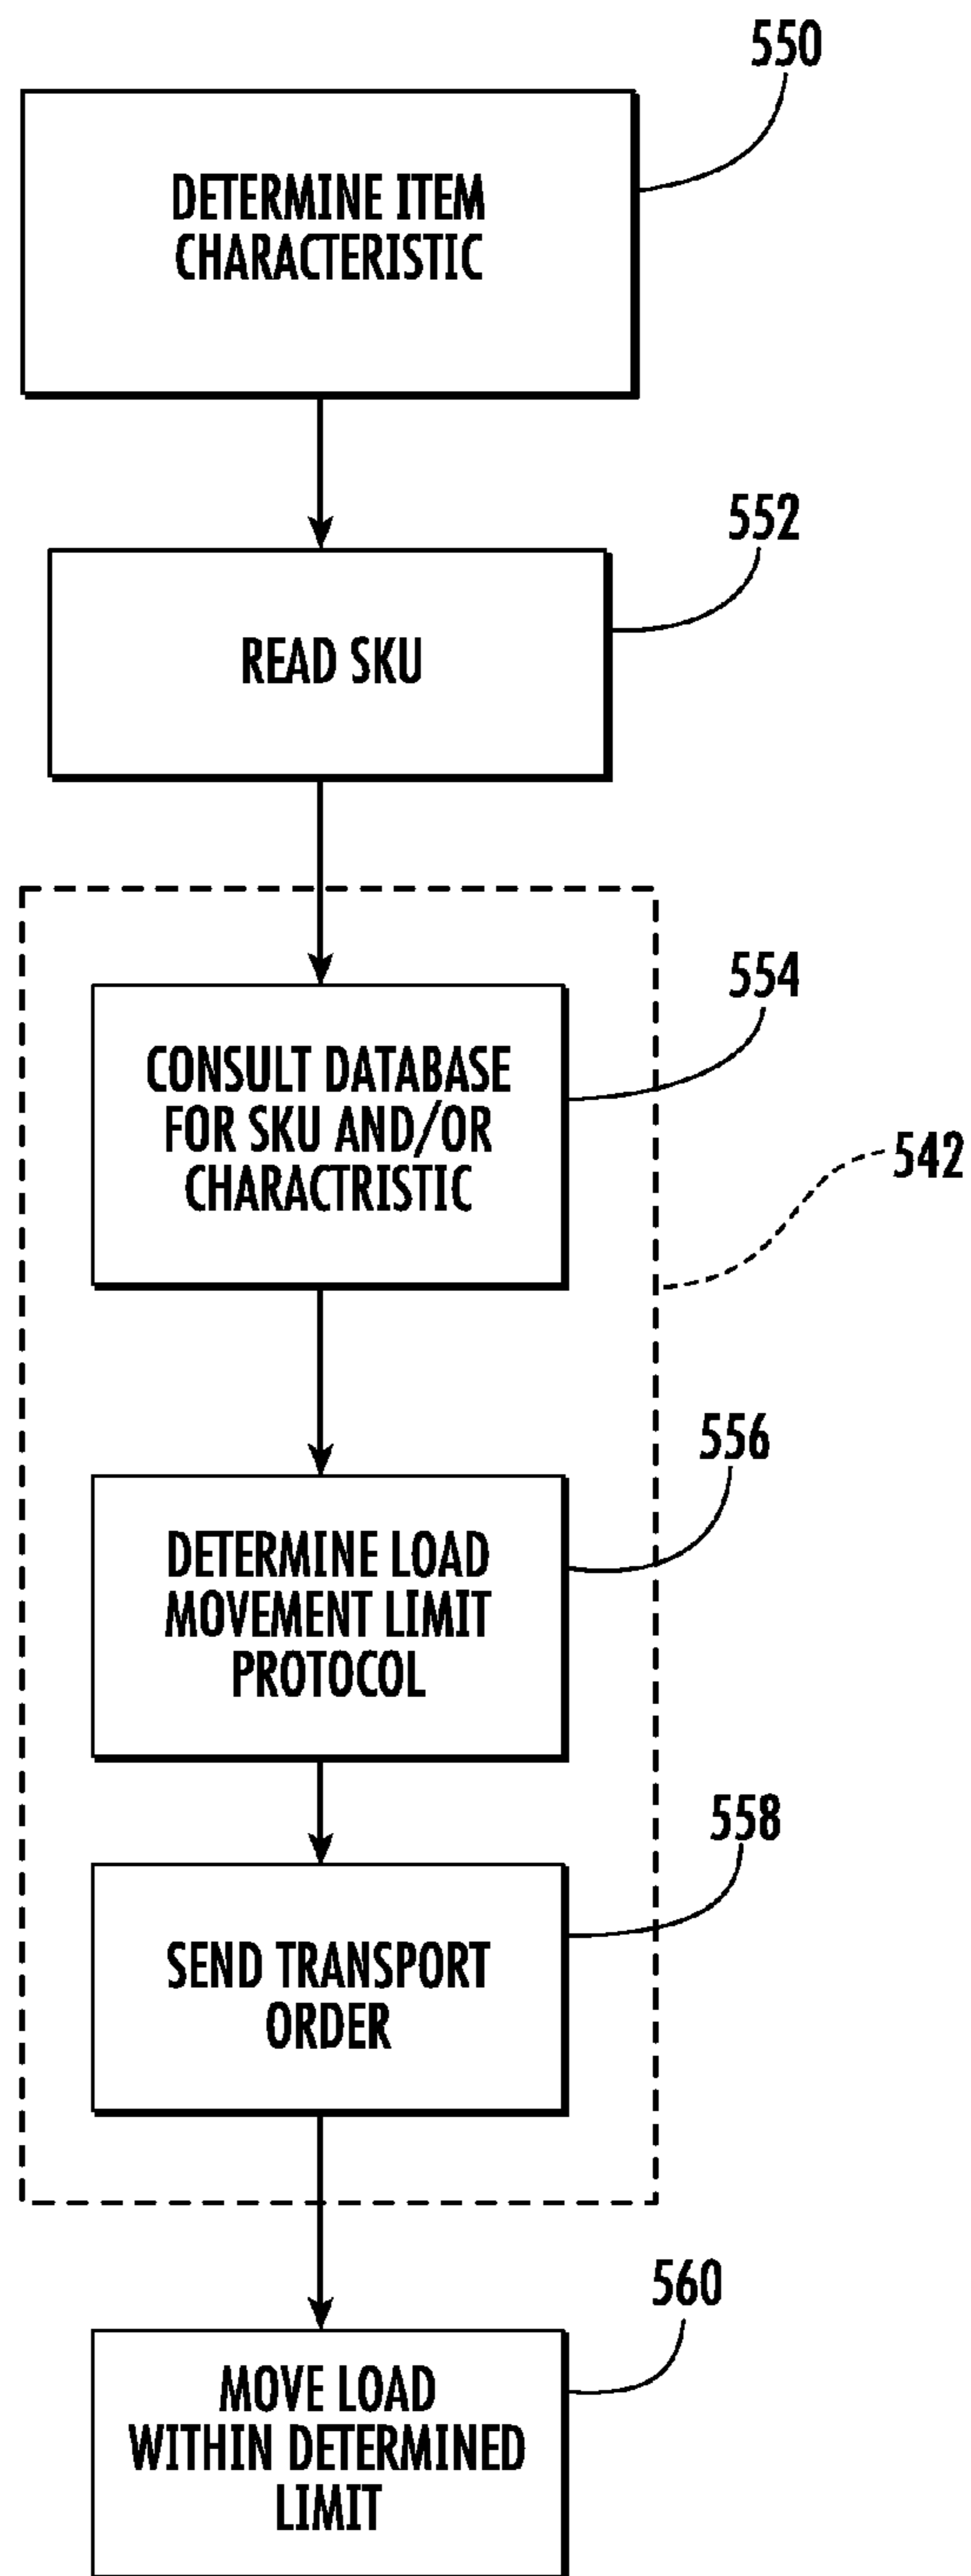 550
DETERMINE ITEM
CHARACTERISTIC
552
READ SKU
554
CONSULT DATABASE
FOR SKU AND/OR
CHARACTRISTIC
542
556
DETERMINE LOAD
MOVEMENT LIMIT
PROTOCOL
558
SEND TRANSPORT
ORDER
560
MOVE LOAD
WITHIN DETERMINED
LIMIT